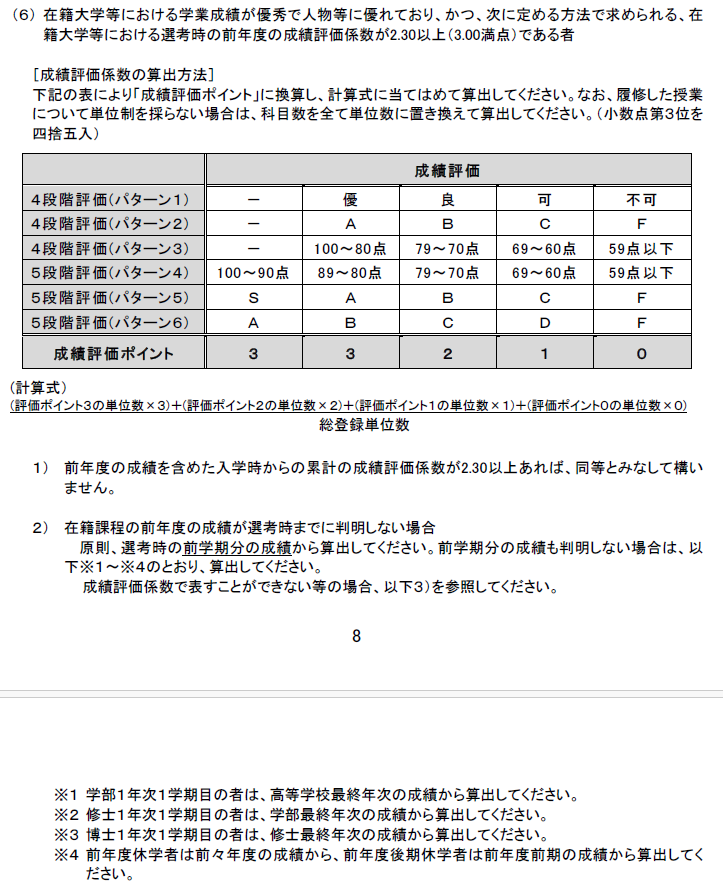 （６）在籍大学等における学業成績が優秀で人物等に優れており、かつ、次に定める方法で求められる、在
籍大学等における選考時の前年度の成績評価係数が2.30以上（3.00満点）である者
［成績評価係数の算出方法］
下記の表により「成績評価ポイント」に換算し、計算式に当てはめて算出してください。なお、履修した授業
について単位制を採らない場合は、科目数を全て単位数に置き換えて算出してください。（小数点第３位を
四捨五入）
成績評価
４段階評価（パターン１） － 優 良 可 不可
４段階評価（パターン２） － A B C F
４段階評価（パターン３） － 100～80点 79～70点 69～60点 59点以下
５段階評価（パターン４） 100～90点 89～80点 79～70点 69～60点 59点以下
５段階評価（パターン５） S A B C F
５段階評価（パターン６） A B C D F
成績評価ポイント ３ ３ ２ １ ０
（計算式）
（評価ポイント３の単位数×３）＋（評価ポイント２の単位数×２）＋（評価ポイント１の単位数×１）＋（評価ポイント０の単位数×０）
総登録単位数
１） 前年度の成績を含めた入学時からの累計の成績評価係数が2.30以上あれば、同等とみなして構い
ません。
２） 在籍課程の前年度の成績が選考時までに判明しない場合
原則、選考時の前学期分の成績から算出してください。前学期分の成績も判明しない場合は、以
下※１～※４のとおり、算出してください。
成績評価係数で表すことができない等の場合、以下３）を参照してください。
8
※１ 学部１年次１学期目の者は、高等学校最終年次の成績から算出してください。
※２ 修士１年次１学期目の者は、学部最終年次の成績から算出してください。
※３ 博士１年次１学期目の者は、修士最終年次の成績から算出してください。
※４ 前年度休学者は前々年度の成績から、前年度後期休学者は前年度前期の成績から算出してく
ださい。